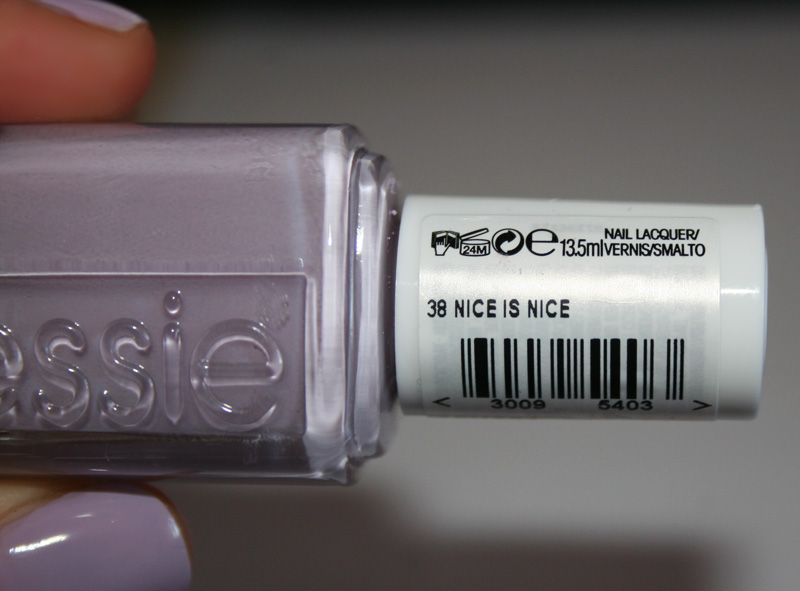 essie
24M
e 13.5ml
NAIL LACQUER/
VERNIS/SMALTO
38 NICE IS NICE
< 3009 5403 >